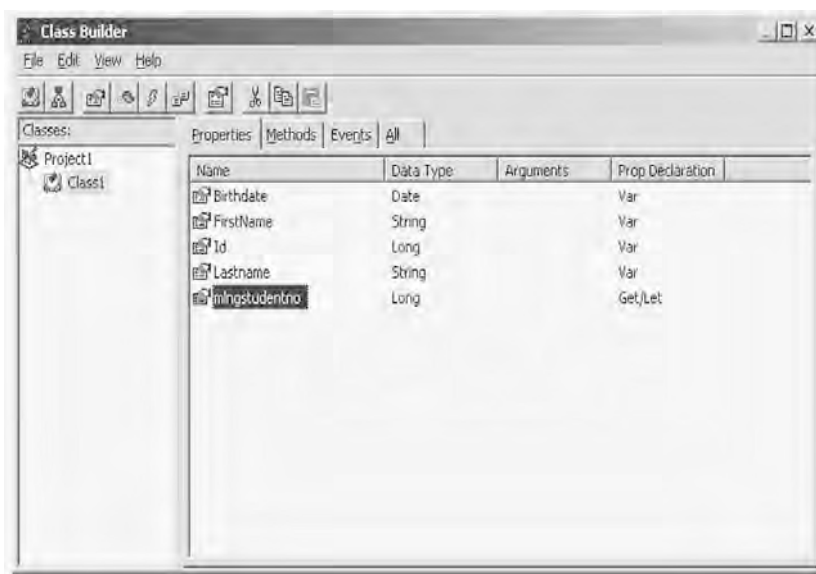 Class Builder
File Edit View Help
Classes:
Properties Methods Events All
Project1
Class1
Name Data Type Arguments Prop Declaration
Birthdate Date Var
FirstName String Var
Id Long Var
Lastname String Var
mlngstudentno Long Get/Let